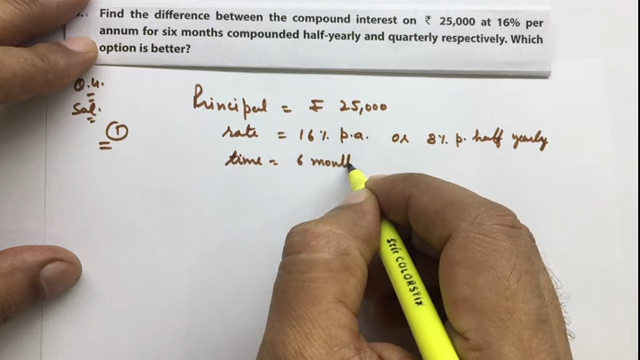 Find the difference between the compound interest on ₹ 25,000 at 16% per
annum for six months compounded half-yearly and quarterly respectively. Which
option is better?
Q.4.
Sol.
①
Principal = ₹ 25,000
rate = 16% p.a. or 8% p. half yearly
time = 6 month
Stic COLORSTIX